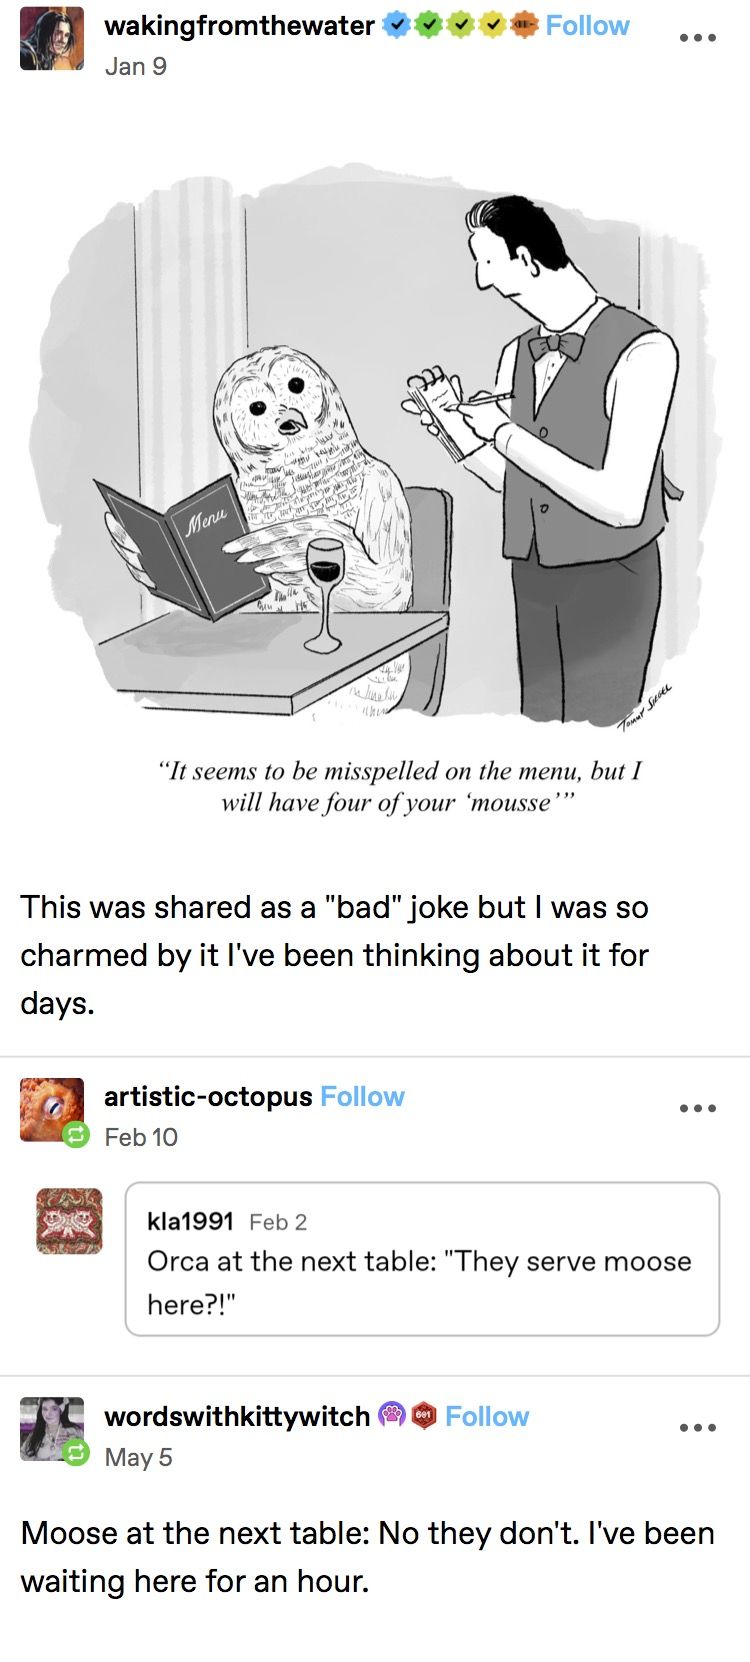 wakingfromthewater Follow
Jan 9
Menu
Tommy Siegel
“It seems to be misspelled on the menu, but I
will have four of your ‘mousse’”
This was shared as a "bad" joke but I was so
charmed by it I've been thinking about it for
days.
artistic-octopus Follow
Feb 10
kla1991 Feb 2
Orca at the next table: "They serve moose
here?!"
wordswithkittywitch 601 Follow
May 5
Moose at the next table: No they don't. I've been
waiting here for an hour.